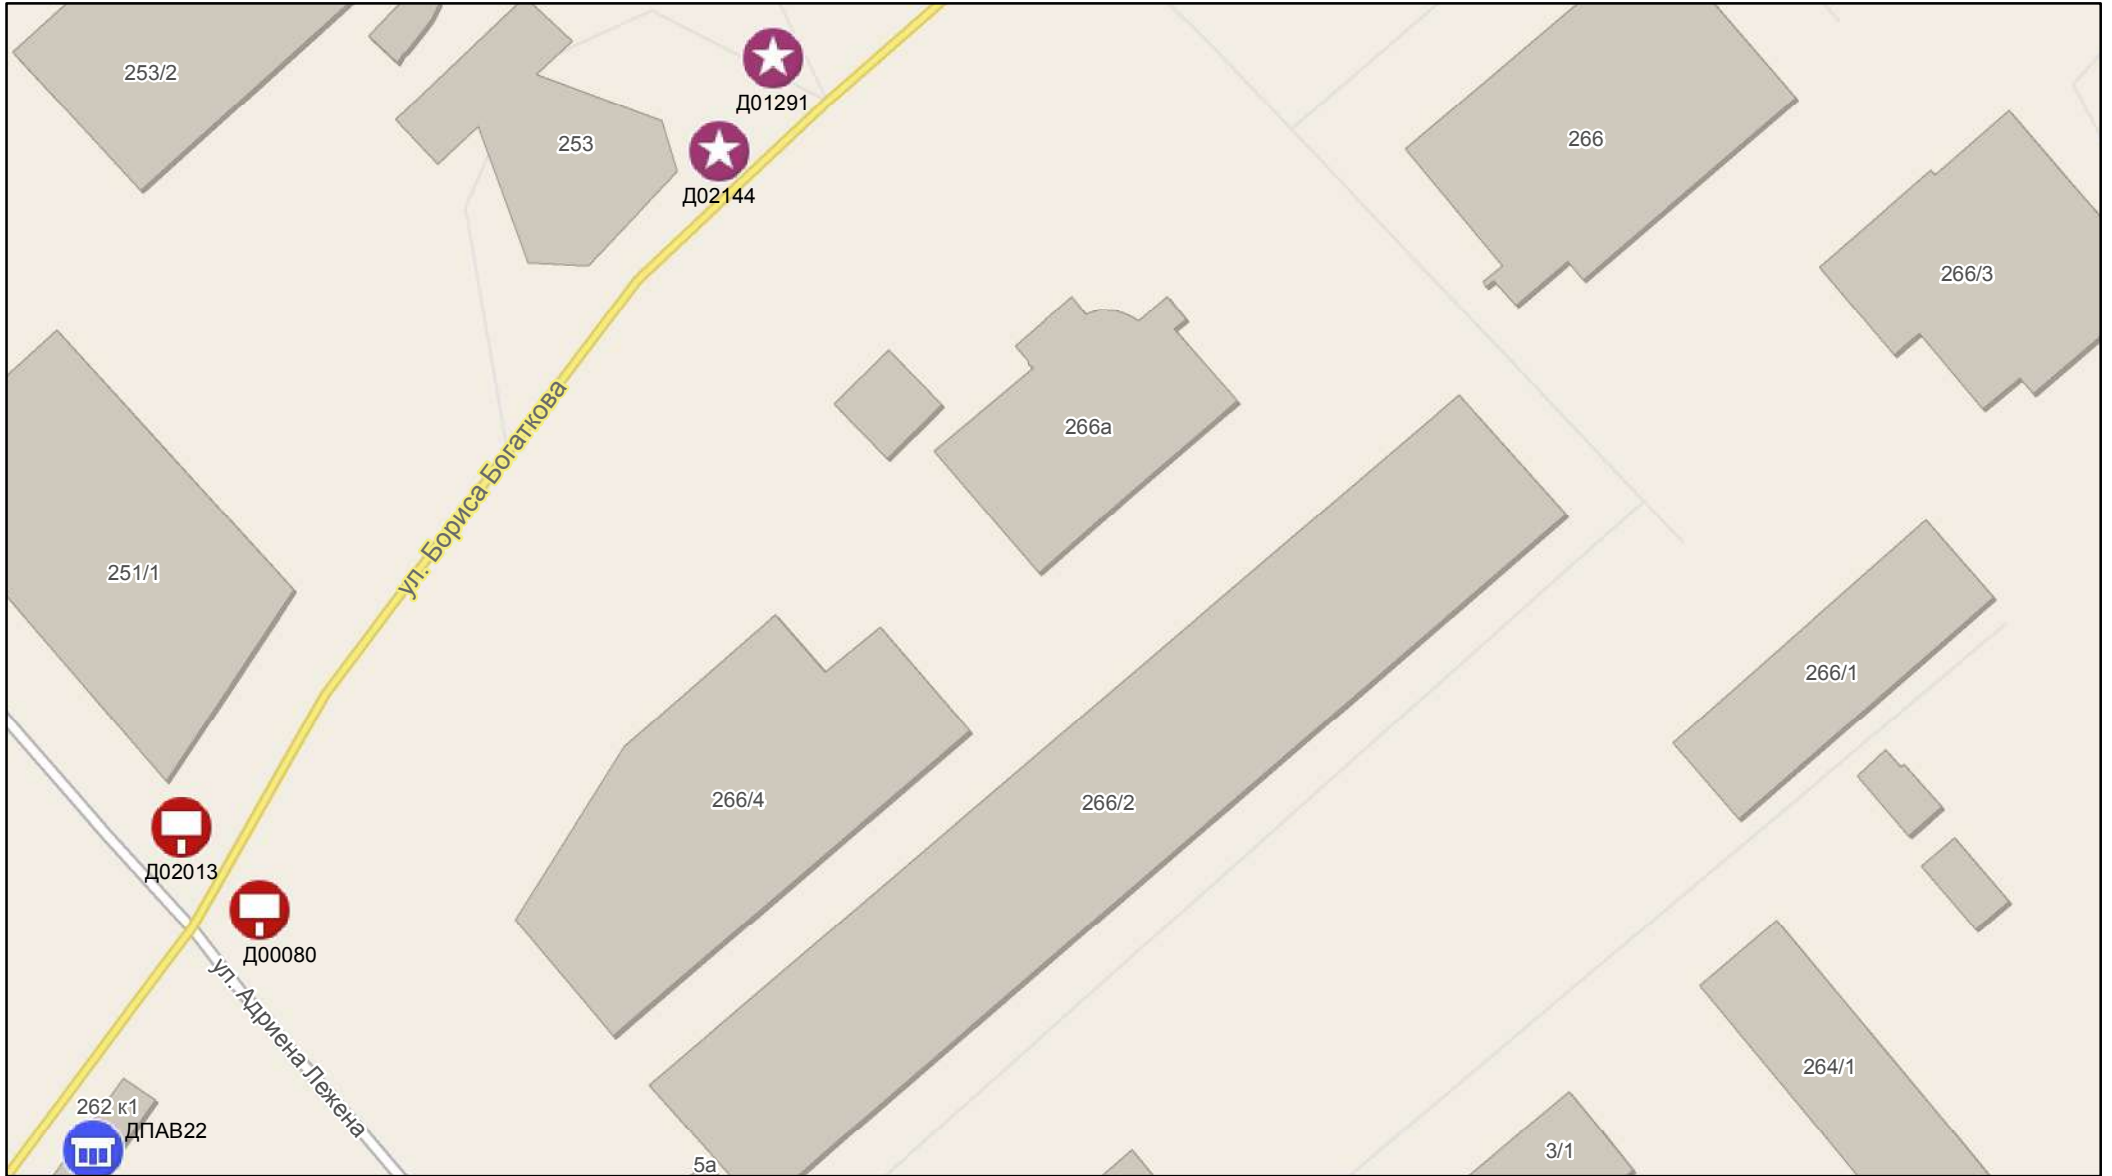 253/2
Д01291
253
266
Д02144
266/3
266а
ул. Бориса Богаткова
251/1
266/1
266/4
266/2
Д02013
Д00080
ул. Адриена Лежена
264/1
262 к1
ДПАВ22
3/1
5а